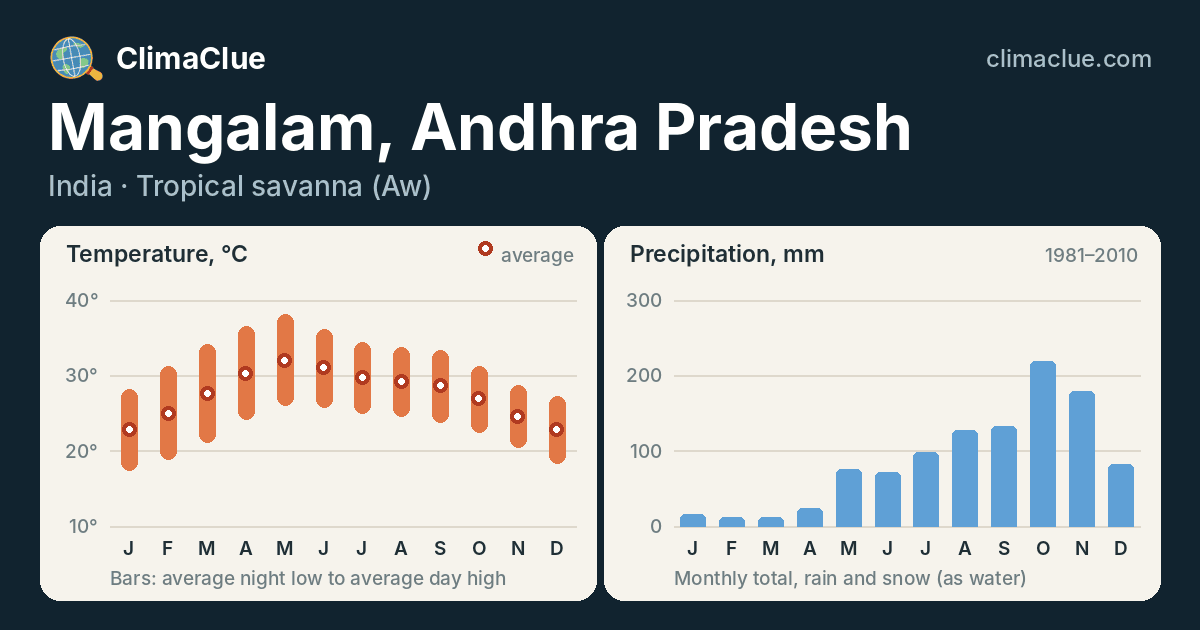 ClimaClue
climaclue.com
Mangalam, Andhra Pradesh
India · Tropical savanna (Aw)
Temperature, °C
average
40°
30°
20°
10°
J F M A M J J A S O N D
Bars: average night low to average day high
Precipitation, mm
1981–2010
300
200
100
0
J F M A M J J A S O N D
Monthly total, rain and snow (as water)